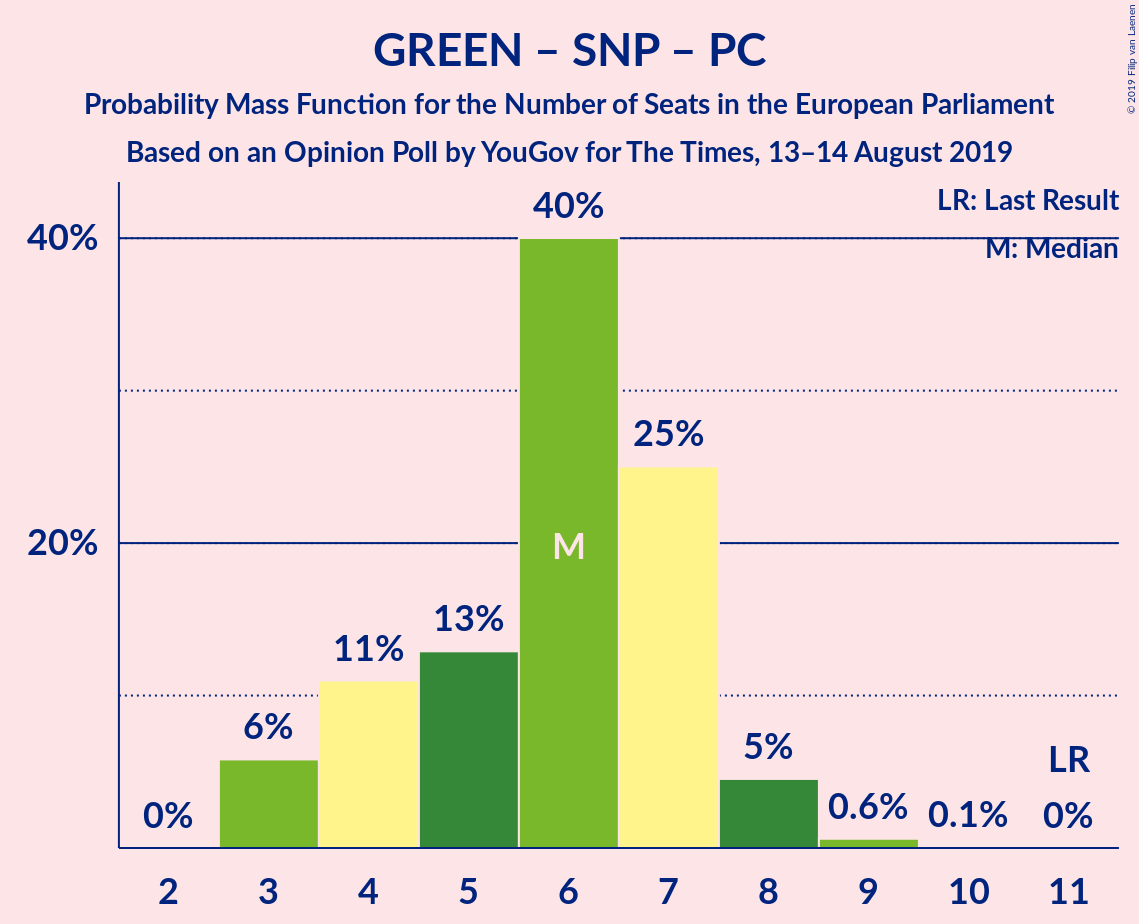 GREEN – SNP – PC
Probability Mass Function for the Number of Seats in the European Parliament
Based on an Opinion Poll by YouGov for The Times, 13–14 August 2019
© 2019 Filip van Laenen
LR: Last Result
M: Median
40%
20%
0%
6%
11%
13%
40%
M
25%
5%
0.6%
0.1%
LR
0%
2 3 4 5 6 7 8 9 10 11